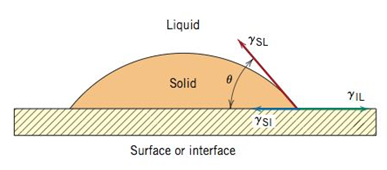 Liquid
γSL
θ
Solid
γIL
γSI
Surface or interface